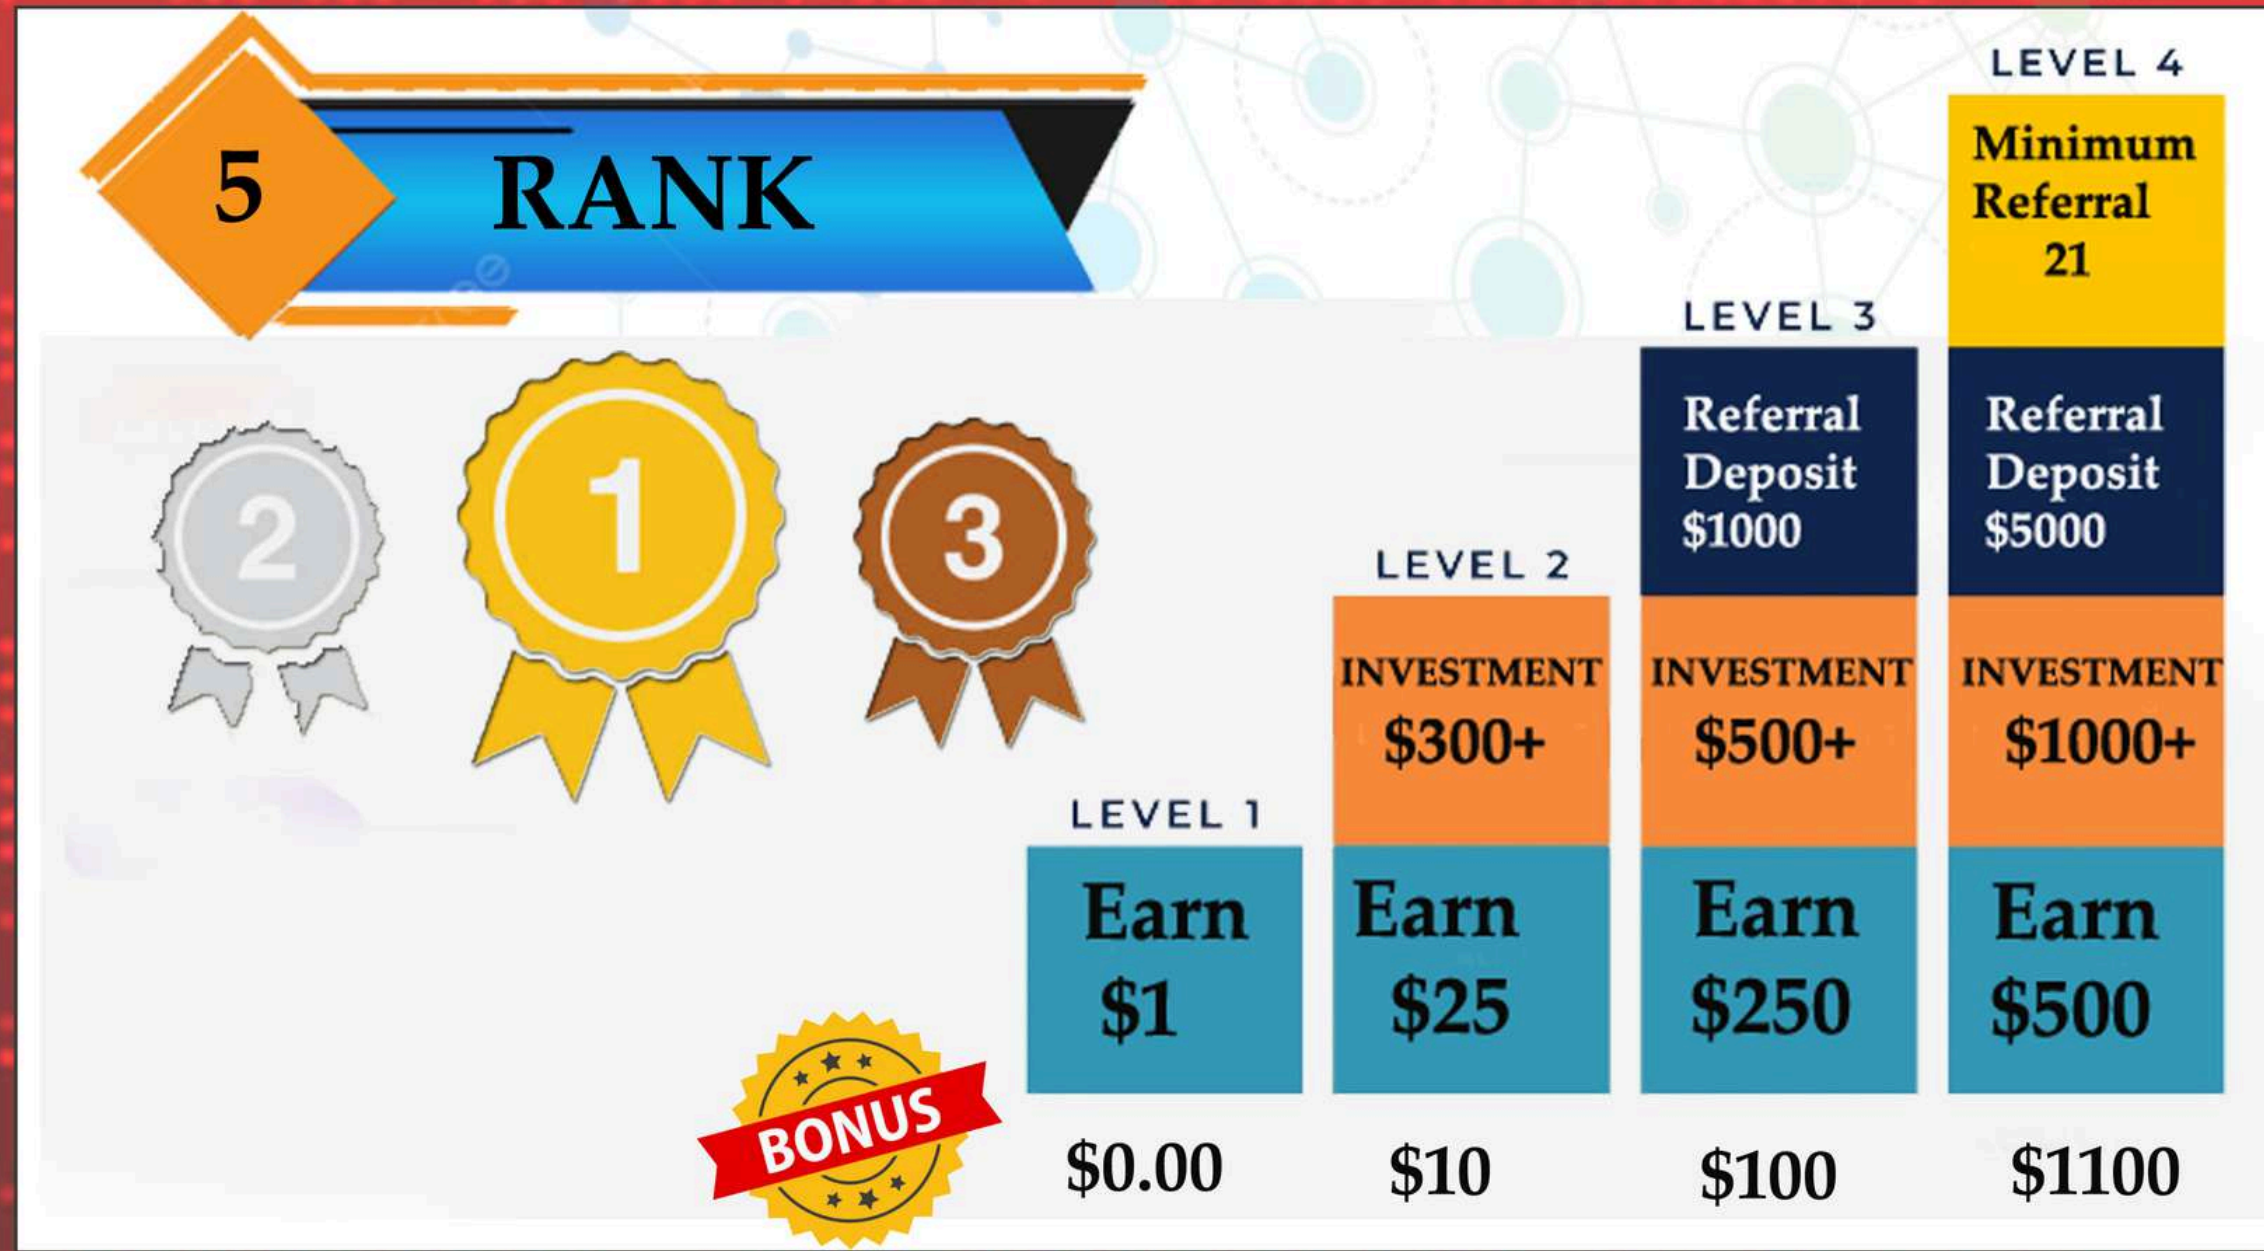 5 RANK
2
1
3
LEVEL 1
Earn
$1
LEVEL 2
INVESTMENT
$300+
Earn
$25
LEVEL 3
Referral
Deposit
$1000
INVESTMENT
$500+
Earn
$250
LEVEL 4
Minimum
Referral
21
Referral
Deposit
$5000
INVESTMENT
$1000+
Earn
$500
BONUS
$0.00
$10
$100
$1100